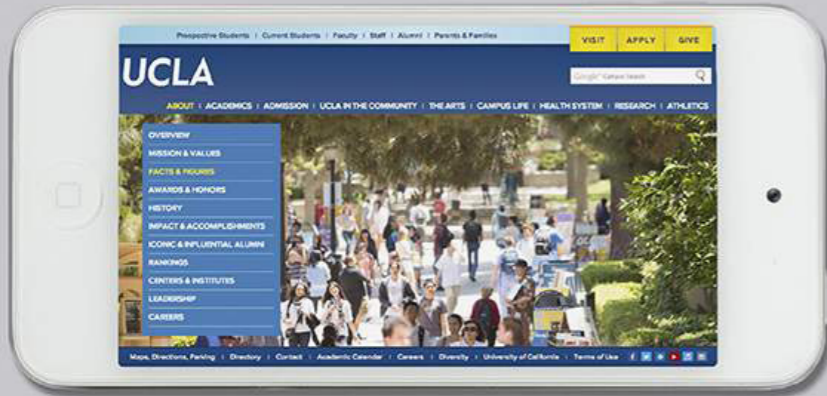 Prospective Students | Current Students | Faculty | Staff | Alumni | Parents & Families
VISIT
APPLY
GIVE
UCLA
Google Custom Search
ABOUT | ACADEMICS | ADMISSION | UCLA IN THE COMMUNITY | THE ARTS | CAMPUS LIFE | HEALTH SYSTEM | RESEARCH | ATHLETICS
OVERVIEW
MISSION & VALUES
FACTS & FIGURES
AWARDS & HONORS
HISTORY
IMPACT & ACCOMPLISHMENTS
ICONIC & INFLUENTIAL ALUMNI
RANKINGS
CENTERS & INSTITUTES
LEADERSHIP
CAREERS
Maps, Directions, Parking | Directory | Contact | Academic Calendar | Careers | Diversity | University of California | Terms of Use